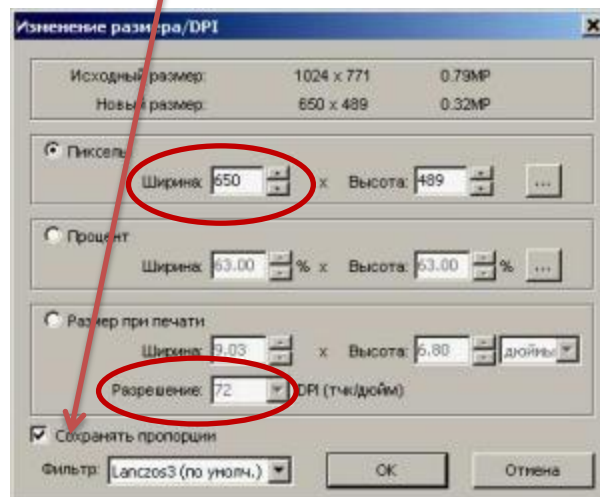 Изменение размера/DPI
Исходный размер: 1024 x 771 0.79MP
Новый размер: 650 x 489 0.32MP
Пиксель
Ширина: 650 x Высота: 489 ...
Процент
Ширина: 63.00 % x Высота: 63.00 % ...
Размер при печати
Ширина: 9.03 x Высота: 6.80 дюймы
Разрешение: 72 DPI (тчк/дюйм)
Сохранять пропорции
Фильтр: Lanczos3 (по умолч.) OK Отмена